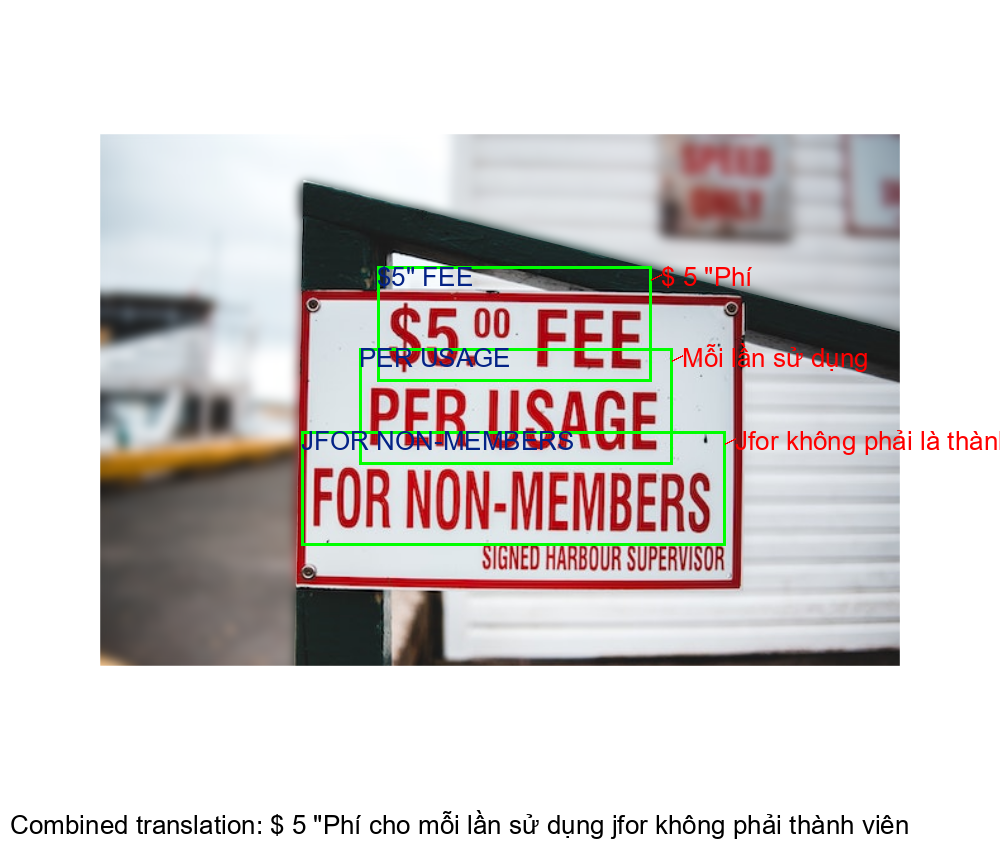 SPEED
ONLY
$5" FEE
$ 5 "Phí
$5.00 FEE
PER USAGE
Mỗi lần sử dụng
PER USAGE
JFOR NON-MEMBERS
Jfor không phải là thành
FOR NON-MEMBERS
SIGNED HARBOUR SUPERVISOR
Combined translation: $ 5 "Phí cho mỗi lần sử dụng jfor không phải thành viên